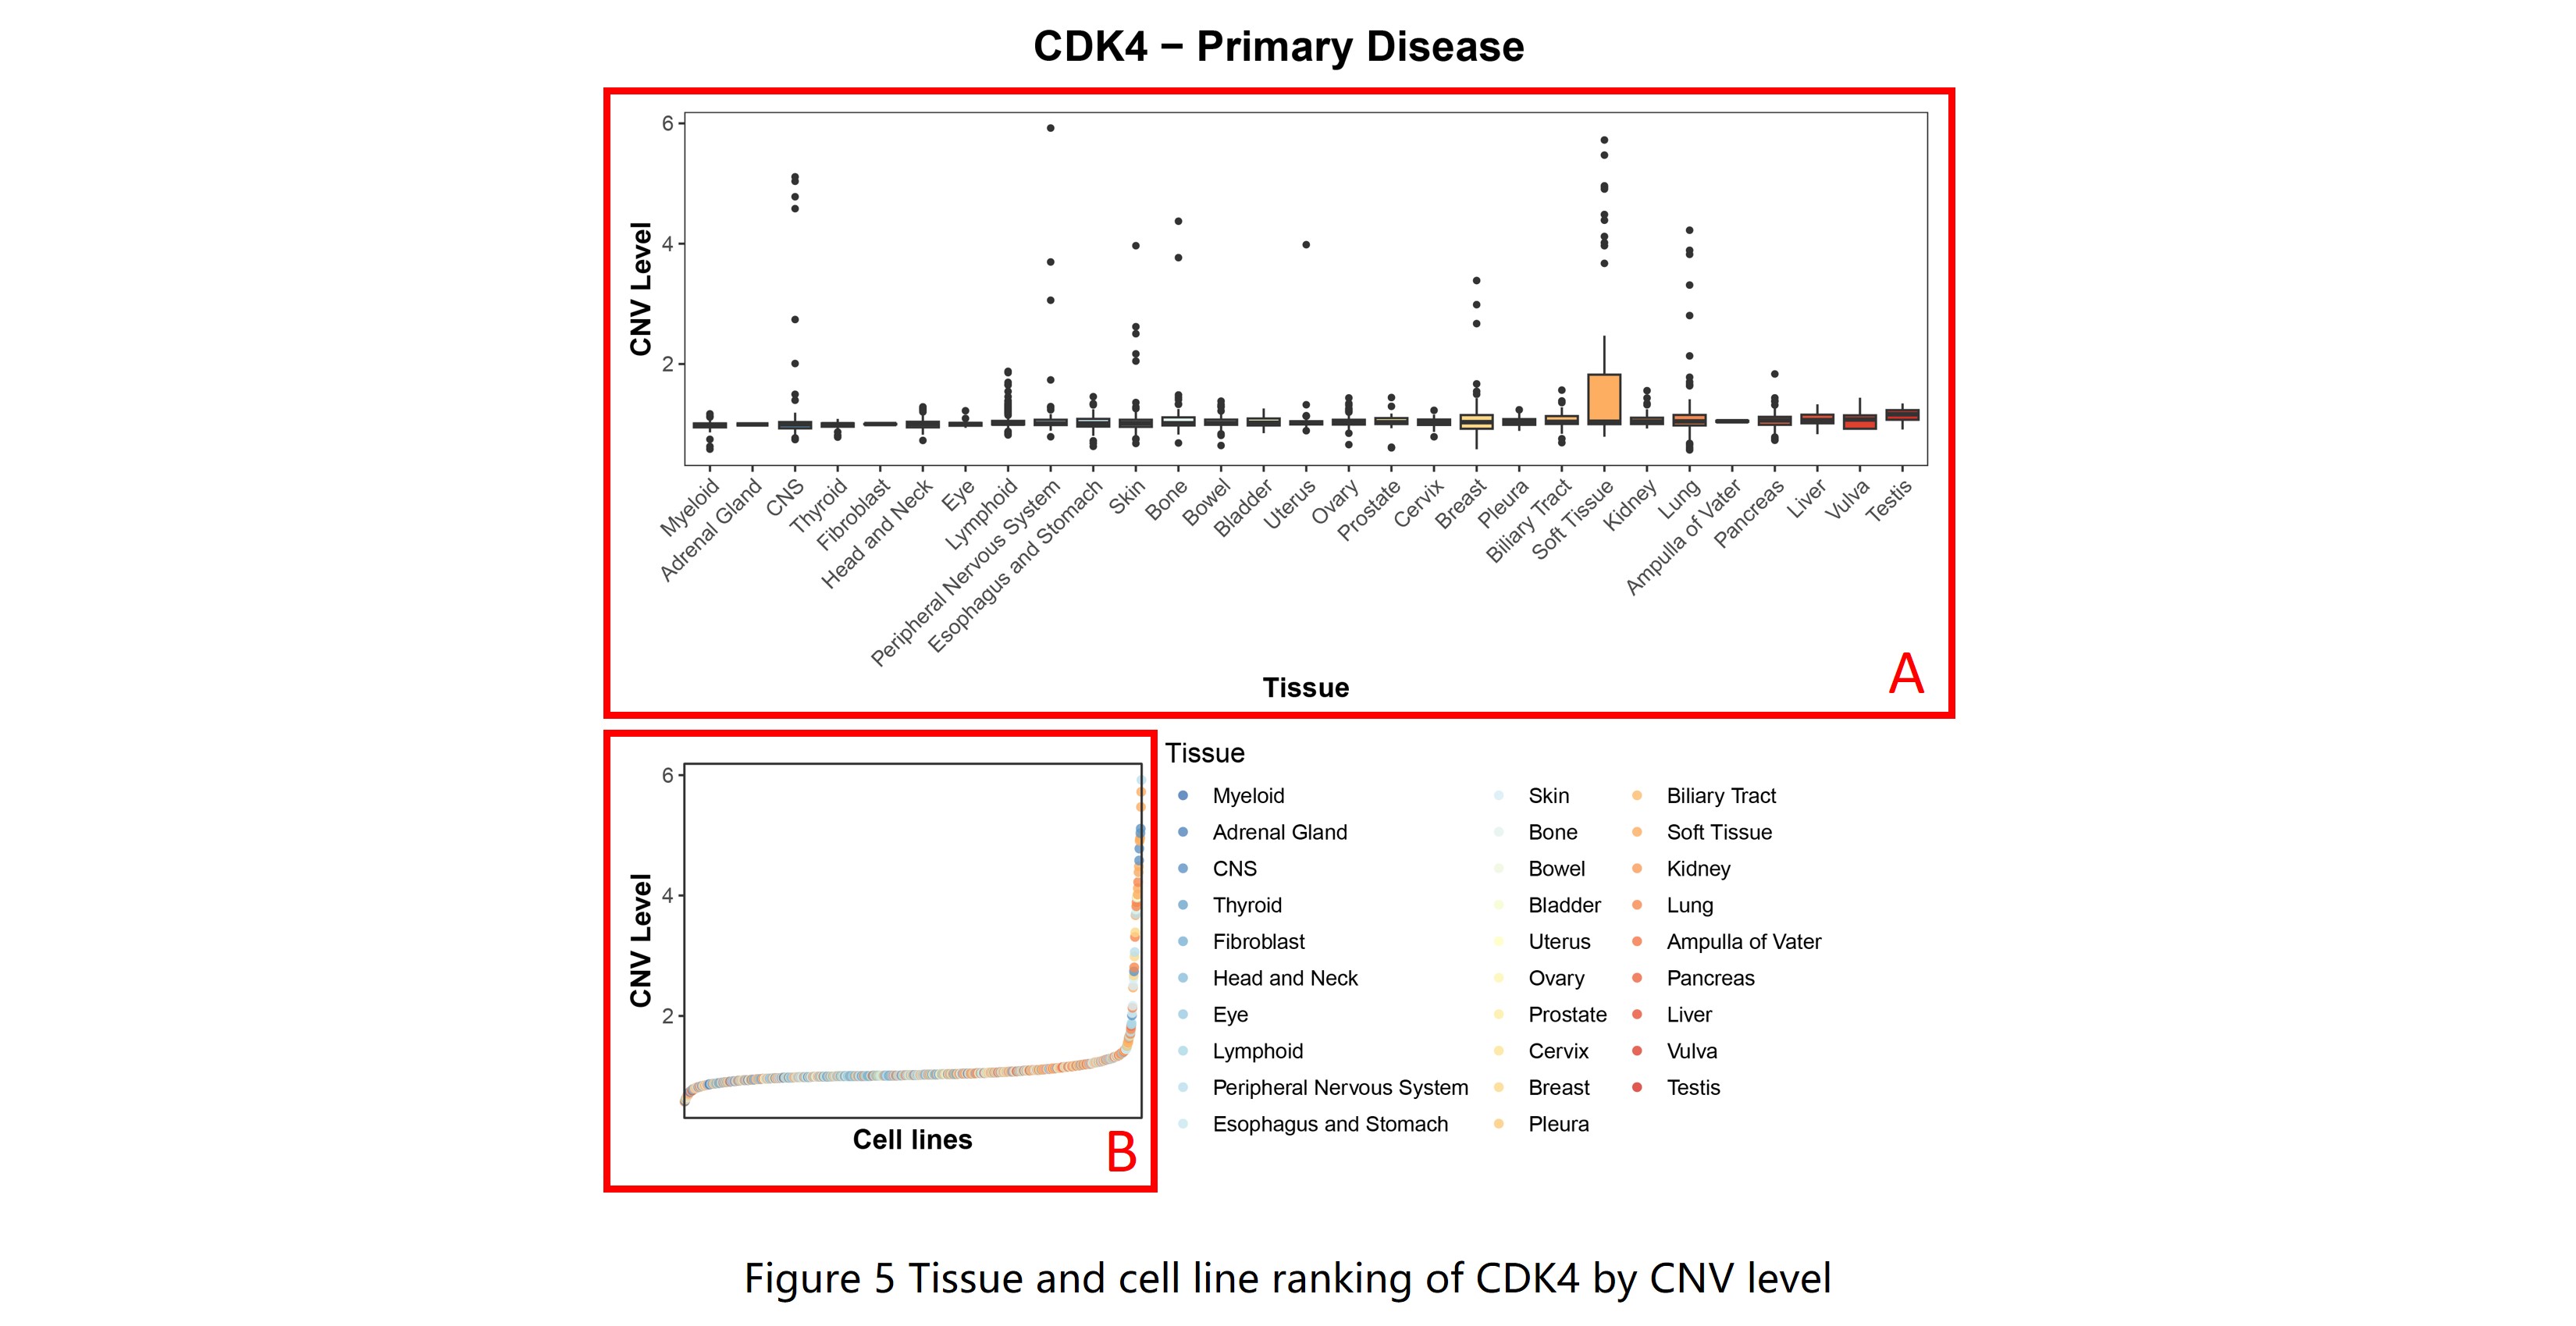 CDK4 − Primary Disease
6
4
2
CNV Level
Myeloid
Adrenal Gland
CNS
Thyroid
Fibroblast
Head and Neck
Eye
Lymphoid
Peripheral Nervous System
Esophagus and Stomach
Skin
Bone
Bowel
Bladder
Uterus
Ovary
Prostate
Cervix
Breast
Pleura
Biliary Tract
Soft Tissue
Kidney
Lung
Ampulla of Vater
Pancreas
Liver
Vulva
Testis
Tissue
A
6
4
2
CNV Level
Cell lines
B
Tissue
Myeloid
Adrenal Gland
CNS
Thyroid
Fibroblast
Head and Neck
Eye
Lymphoid
Peripheral Nervous System
Esophagus and Stomach
Skin
Bone
Bowel
Bladder
Uterus
Ovary
Prostate
Cervix
Breast
Pleura
Biliary Tract
Soft Tissue
Kidney
Lung
Ampulla of Vater
Pancreas
Liver
Vulva
Testis
Figure 5 Tissue and cell line ranking of CDK4 by CNV level